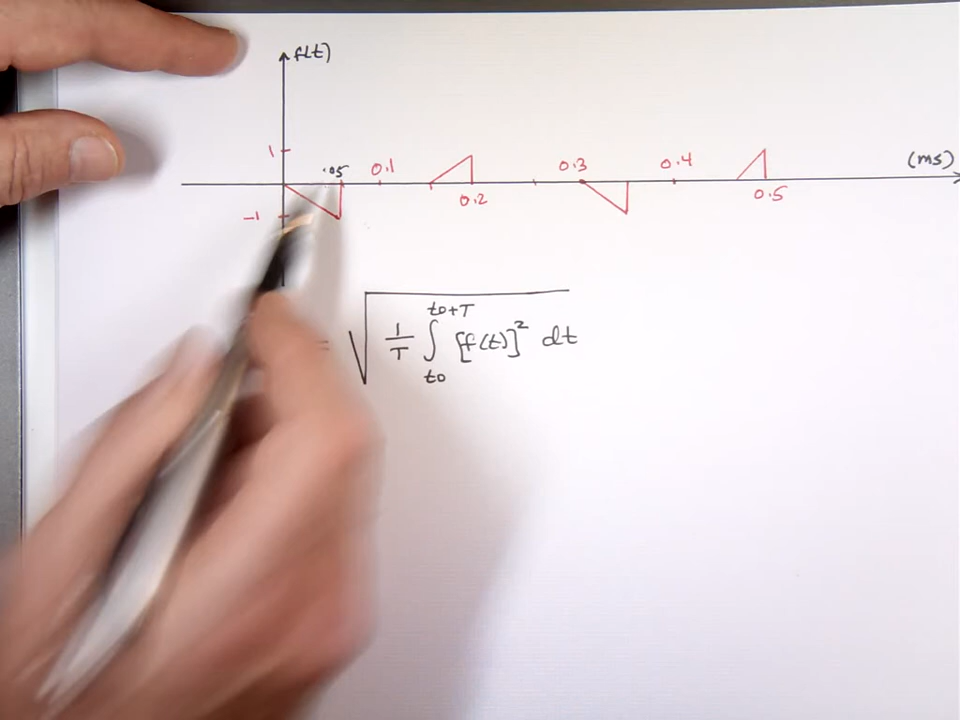 f(t)
1 .05 0.1 0.3 0.4 (ms)
-1 0.2 0.5
= √ 1/T ∫ t0+T t0 [f(t)]² dt